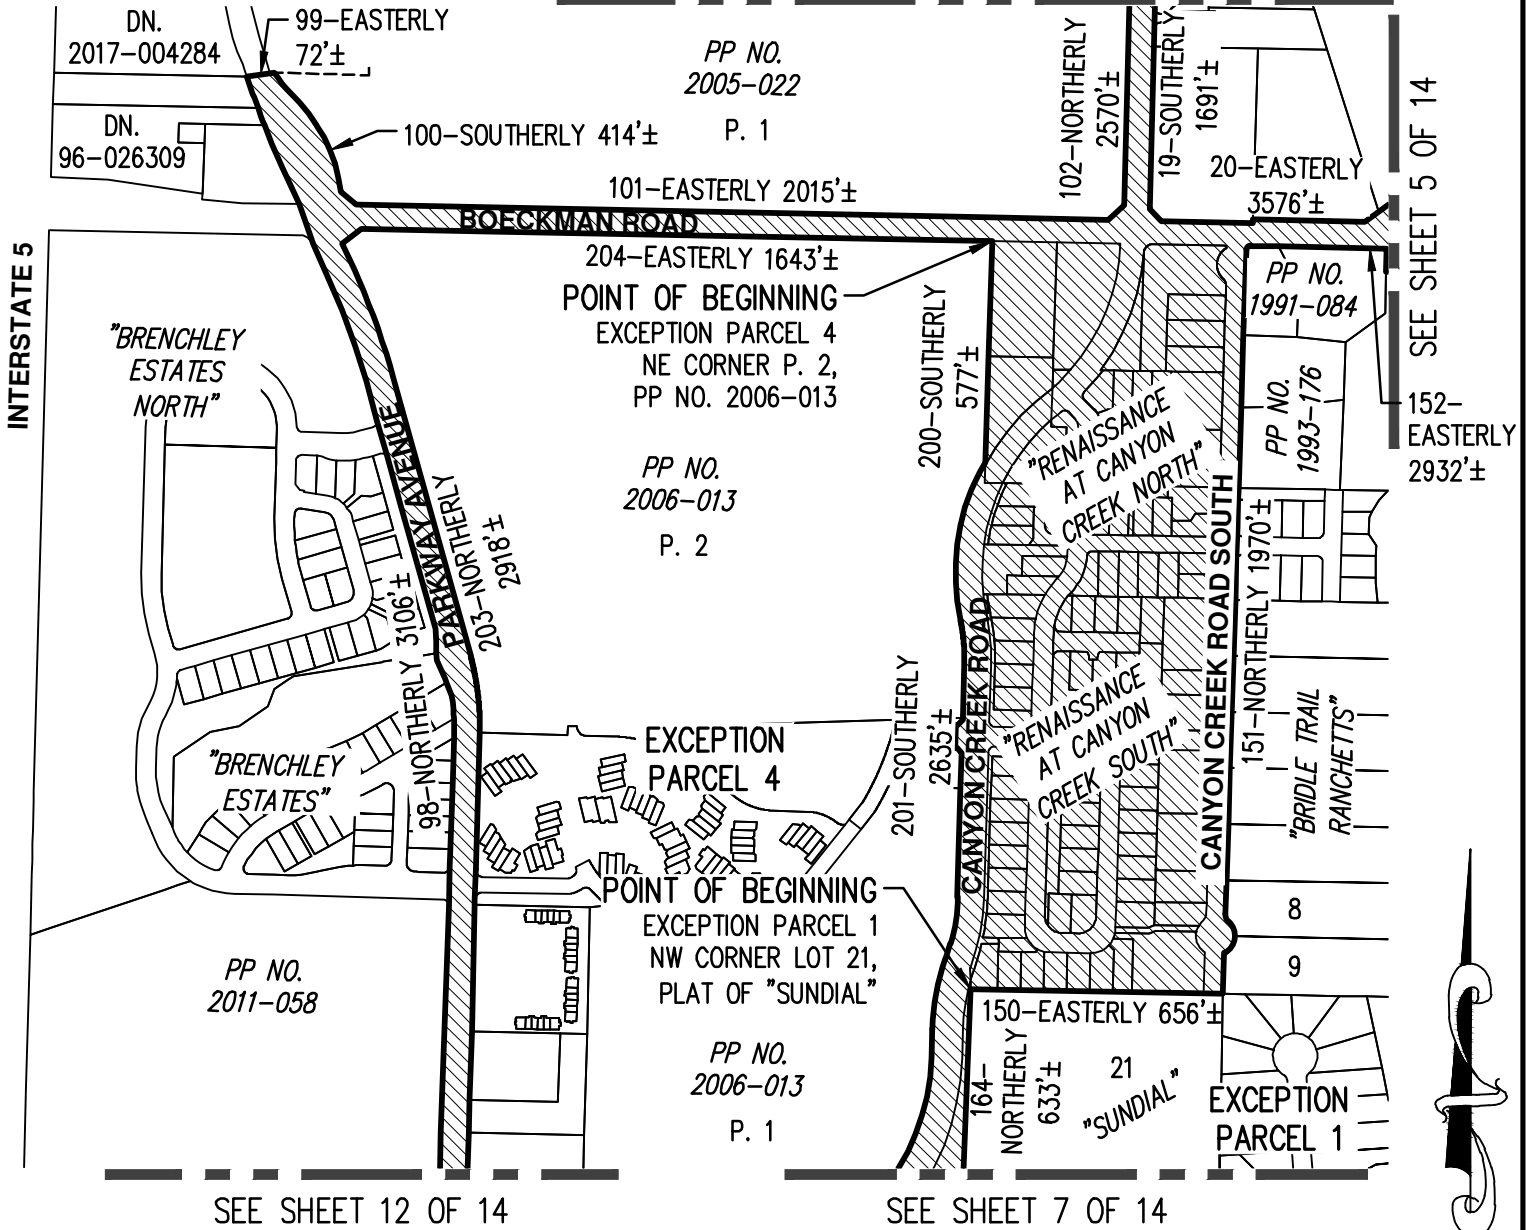 DN.
2017-004284
99-EASTERLY
72'±
PP NO.
2005-022
P. 1
102-NORTHERLY
2570'±
19-SOUTHERLY
1691'±
SEE SHEET 5 OF 14
DN.
96-026309
100-SOUTHERLY 414'±
101-EASTERLY 2015'±
20-EASTERLY
3576'±
BOECKMAN ROAD
204-EASTERLY 1643'±
POINT OF BEGINNING
EXCEPTION PARCEL 4
NE CORNER P. 2,
PP NO. 2006-013
INTERSTATE 5
"BRENCHLEY
ESTATES
NORTH"
200-SOUTHERLY
577'±
PP NO.
1991-084
PP NO.
1993-176
152-
EASTERLY
2932'±
PARKWAY AVENUE
203-NORTHERLY
2918'±
PP NO.
2006-013
P. 2
"RENAISSANCE
AT CANYON
CREEK NORTH"
CANYON CREEK ROAD SOUTH
151-NORTHERLY 1970'±
98-NORTHERLY 3106'±
"BRENCHLEY
ESTATES"
EXCEPTION
PARCEL 4
201-SOUTHERLY
2635'±
CANYON CREEK ROAD
"RENAISSANCE
AT CANYON
CREEK SOUTH"
"BRIDLE TRAIL
RANCHETTS"
POINT OF BEGINNING
EXCEPTION PARCEL 1
NW CORNER LOT 21,
PLAT OF "SUNDIAL"
8
9
PP NO.
2011-058
150-EASTERLY 656'±
PP NO.
2006-013
P. 1
164-
NORTHERLY
633'±
21
"SUNDIAL"
EXCEPTION
PARCEL 1
SEE SHEET 12 OF 14
SEE SHEET 7 OF 14